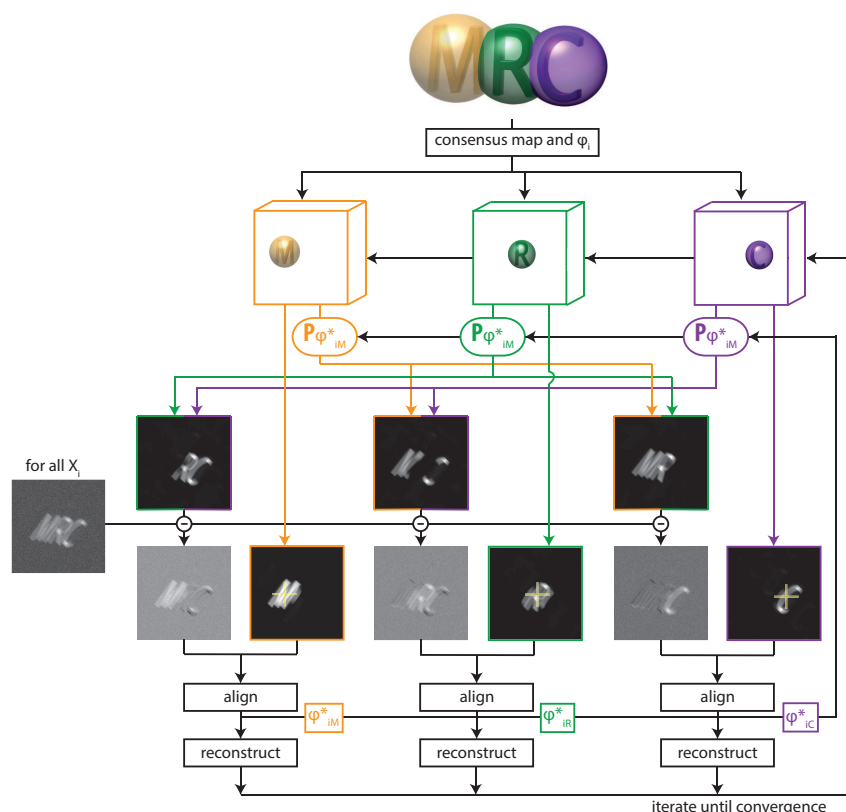 MRC
consensus map and φi
M
R
C
Pφ*iM
Pφ*iM
Pφ*iM
for all Xi
align
align
align
φ*iM
φ*iR
φ*iC
reconstruct
reconstruct
reconstruct
iterate until convergence